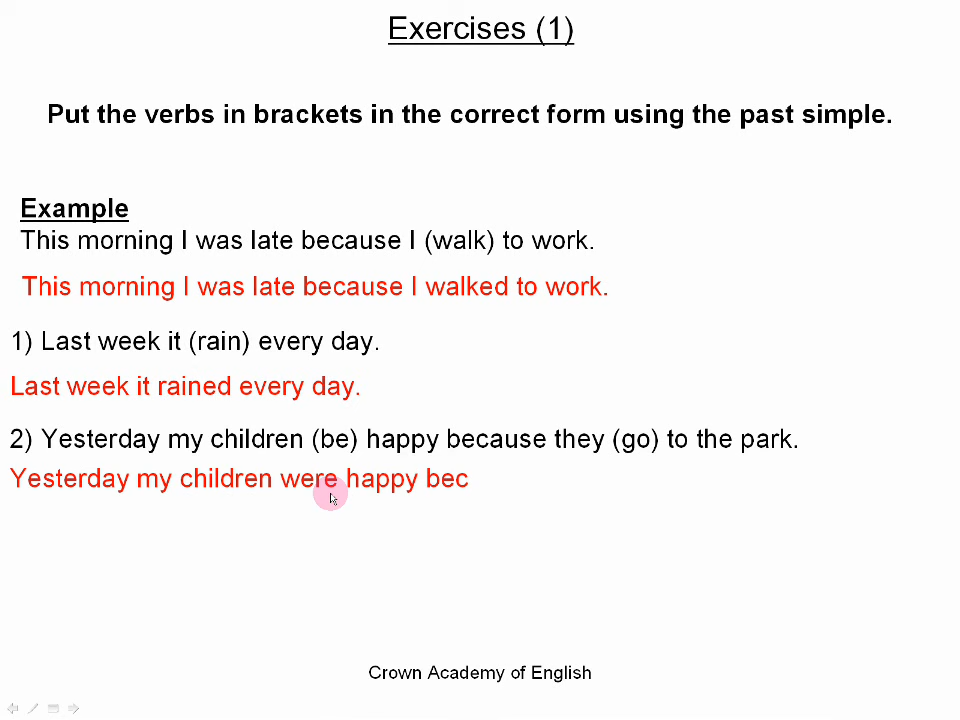 Exercises (1)
Put the verbs in brackets in the correct form using the past simple.
Example
This morning I was late because I (walk) to work.
This morning I was late because I walked to work.
1) Last week it (rain) every day.
Last week it rained every day.
2) Yesterday my children (be) happy because they (go) to the park.
Yesterday my children were happy bec
Crown Academy of English